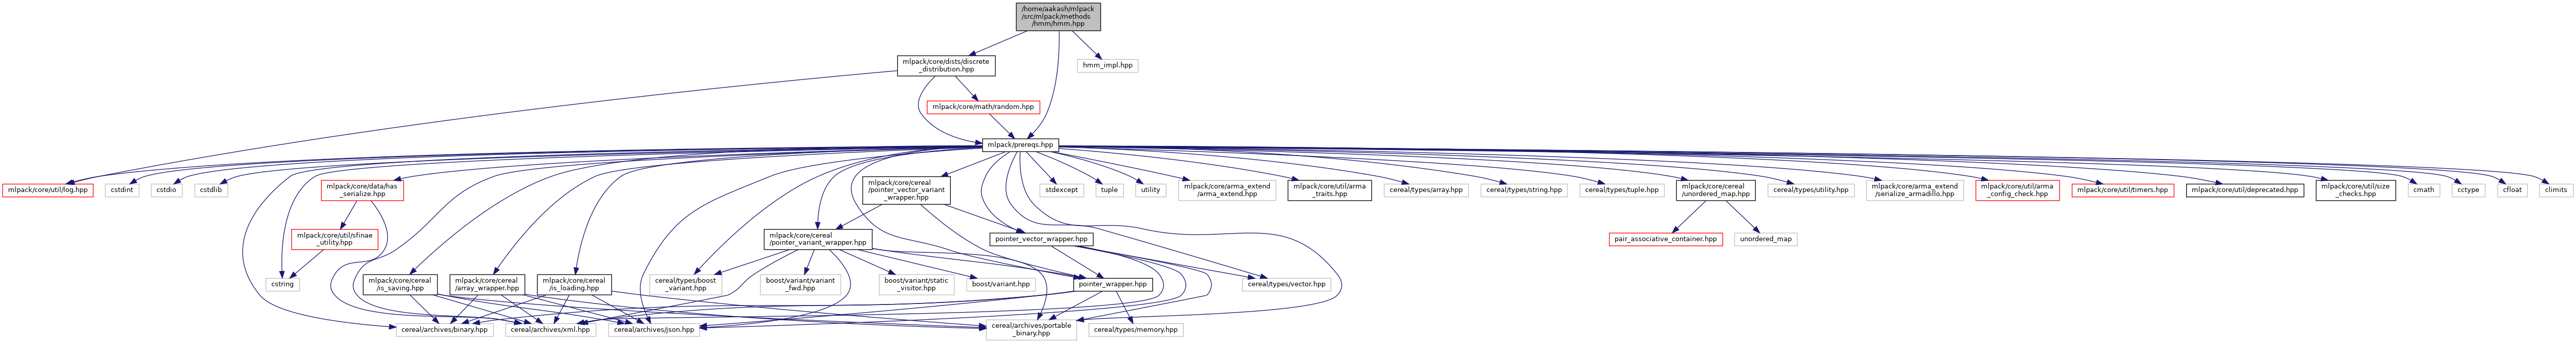 /home/aakash/mlpack
/src/mlpack/methods
/hmm/hmm.hpp
mlpack/core/dists/discrete
_distribution.hpp
hmm_impl.hpp
mlpack/core/math/random.hpp
mlpack/prereqs.hpp
mlpack/core/util/log.hpp
cstdint
cstdio
cstdlib
mlpack/core/data/has
_serialize.hpp
mlpack/core/cereal
/pointer_vector_variant
_wrapper.hpp
stdexcept
tuple
utility
mlpack/core/arma_extend
/arma_extend.hpp
mlpack/core/util/arma
_traits.hpp
cereal/types/array.hpp
cereal/types/string.hpp
cereal/types/tuple.hpp
mlpack/core/cereal
/unordered_map.hpp
cereal/types/utility.hpp
mlpack/core/arma_extend
/serialize_armadillo.hpp
mlpack/core/util/arma
_config_check.hpp
mlpack/core/util/timers.hpp
mlpack/core/util/deprecated.hpp
mlpack/core/util/size
_checks.hpp
cmath
cctype
cfloat
climits
mlpack/core/util/sfinae
_utility.hpp
mlpack/core/cereal
/pointer_variant_wrapper.hpp
pointer_vector_wrapper.hpp
pair_associative_container.hpp
unordered_map
cstring
mlpack/core/cereal
/is_saving.hpp
mlpack/core/cereal
/array_wrapper.hpp
mlpack/core/cereal
/is_loading.hpp
cereal/types/boost
_variant.hpp
boost/variant/variant
_fwd.hpp
boost/variant/static
_visitor.hpp
boost/variant.hpp
pointer_wrapper.hpp
cereal/types/vector.hpp
cereal/archives/binary.hpp
cereal/archives/xml.hpp
cereal/archives/json.hpp
cereal/archives/portable
_binary.hpp
cereal/types/memory.hpp